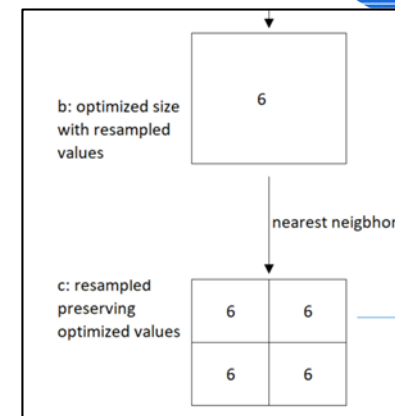 6
b: optimized size
with resampled
values
nearest neigbhor
c: resampled
preserving
optimized values
6 6
6 6